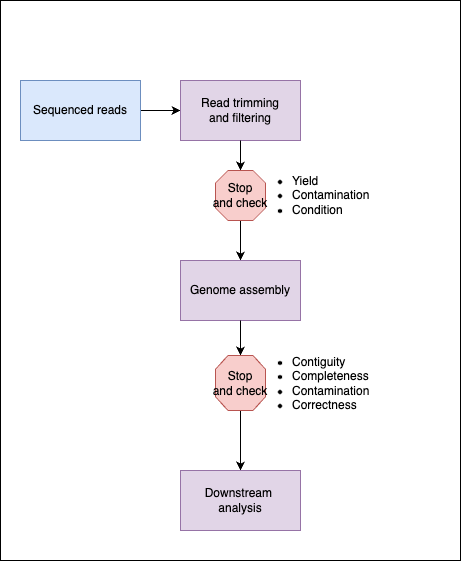 Sequenced reads
Read trimming
and filtering
Stop
and check
• Yield
• Contamination
• Condition
Genome assembly
Stop
and check
• Contiguity
• Completeness
• Contamination
• Correctness
Downstream
analysis